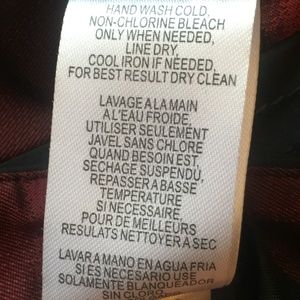 HAND WASH COLD,
NON-CHLORINE BLEACH
ONLY WHEN NEEDED,
LINE DRY,
COOL IRON IF NEEDED,
FOR BEST RESULT DRY CLEAN
LAVAGE A LA MAIN
A L'EAU FROIDE,
UTILISER SEULEMENT
JAVEL SANS CHLORE
QUAND BESOIN EST
SECHAGE SUSPENDU,
REPASSER A BASSE
TEMPERATURE
SI NECESSAIRE,
POUR DE MEILLEURS
RESULATS NETTOYER A SEC
LAVAR A MANO EN AGUA FRIA
SI ES NECESARIO USE
SOLAMENTE BLANQUEADOR
SIN CLORO,